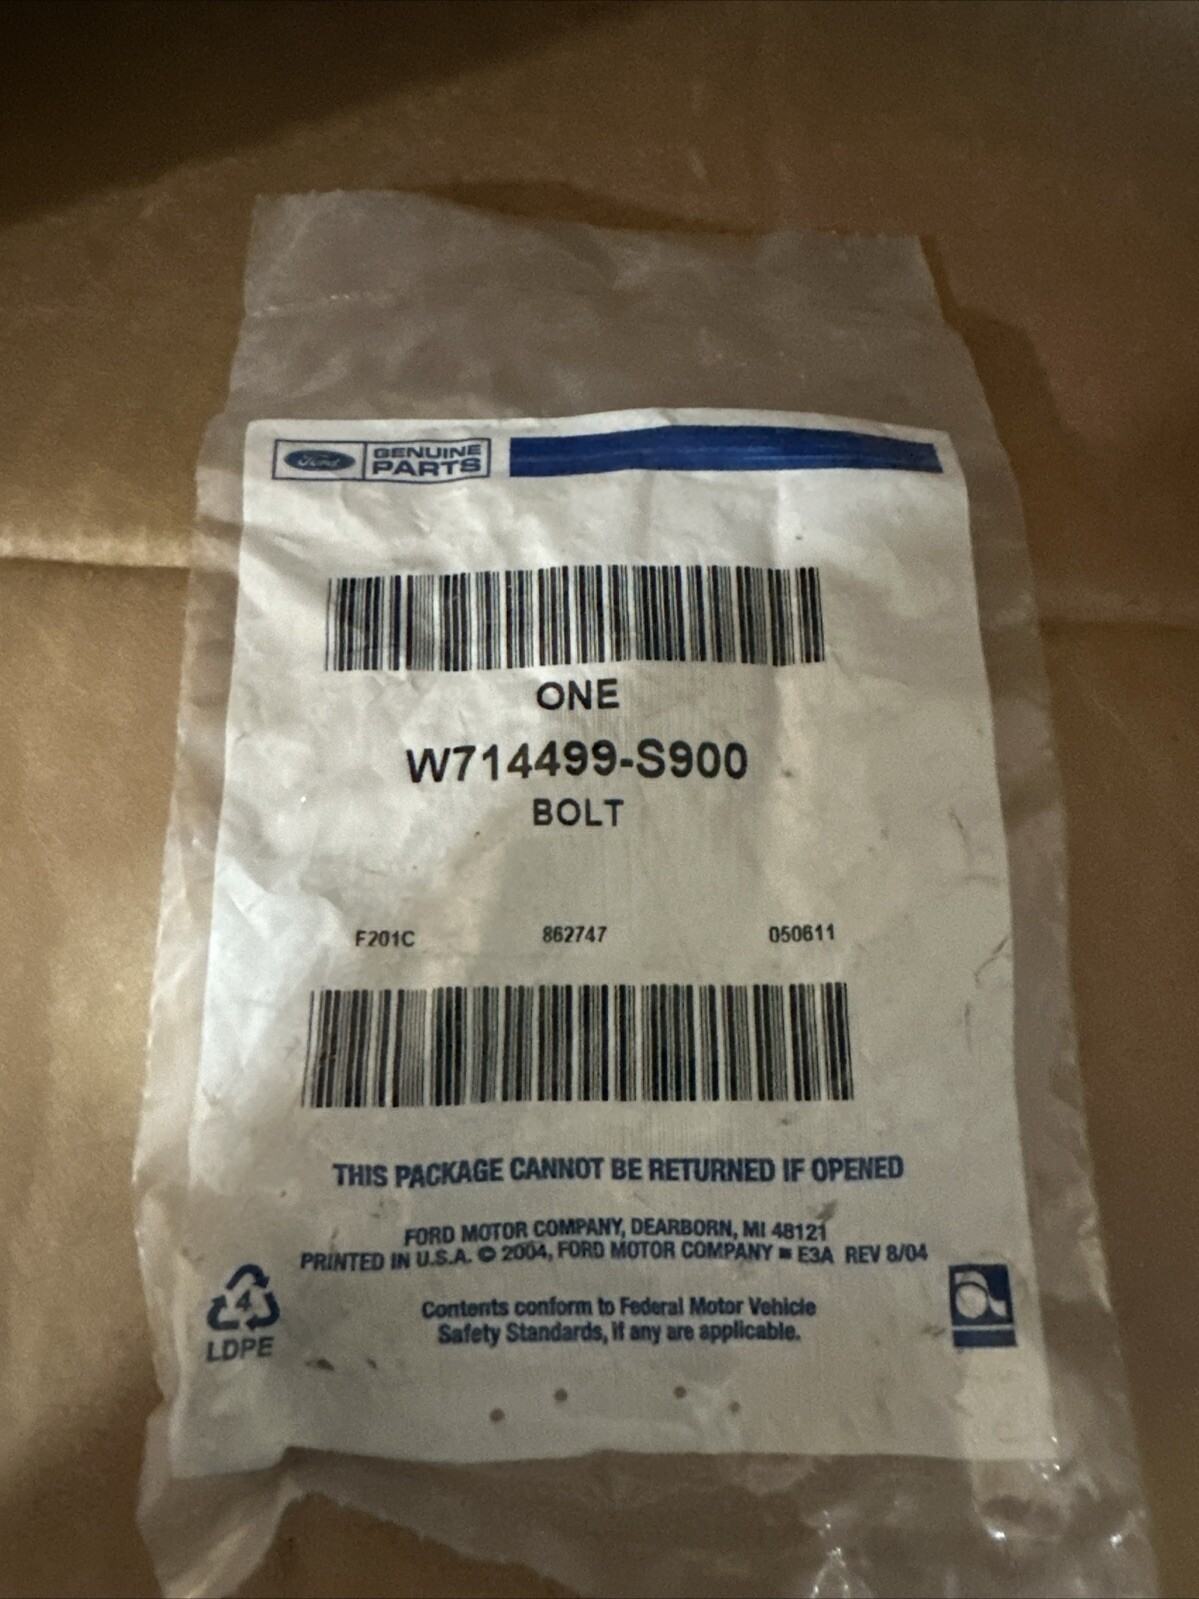 Ford
GENUINE
PARTS
ONE
W714499-S900
BOLT
F201C 862747 050611
THIS PACKAGE CANNOT BE RETURNED IF OPENED
FORD MOTOR COMPANY, DEARBORN, MI 48121
PRINTED IN U.S.A. © 2004, FORD MOTOR COMPANY ■ E3A REV 8/04
Contents conform to Federal Motor Vehicle
Safety Standards, if any are applicable.
4
LDPE